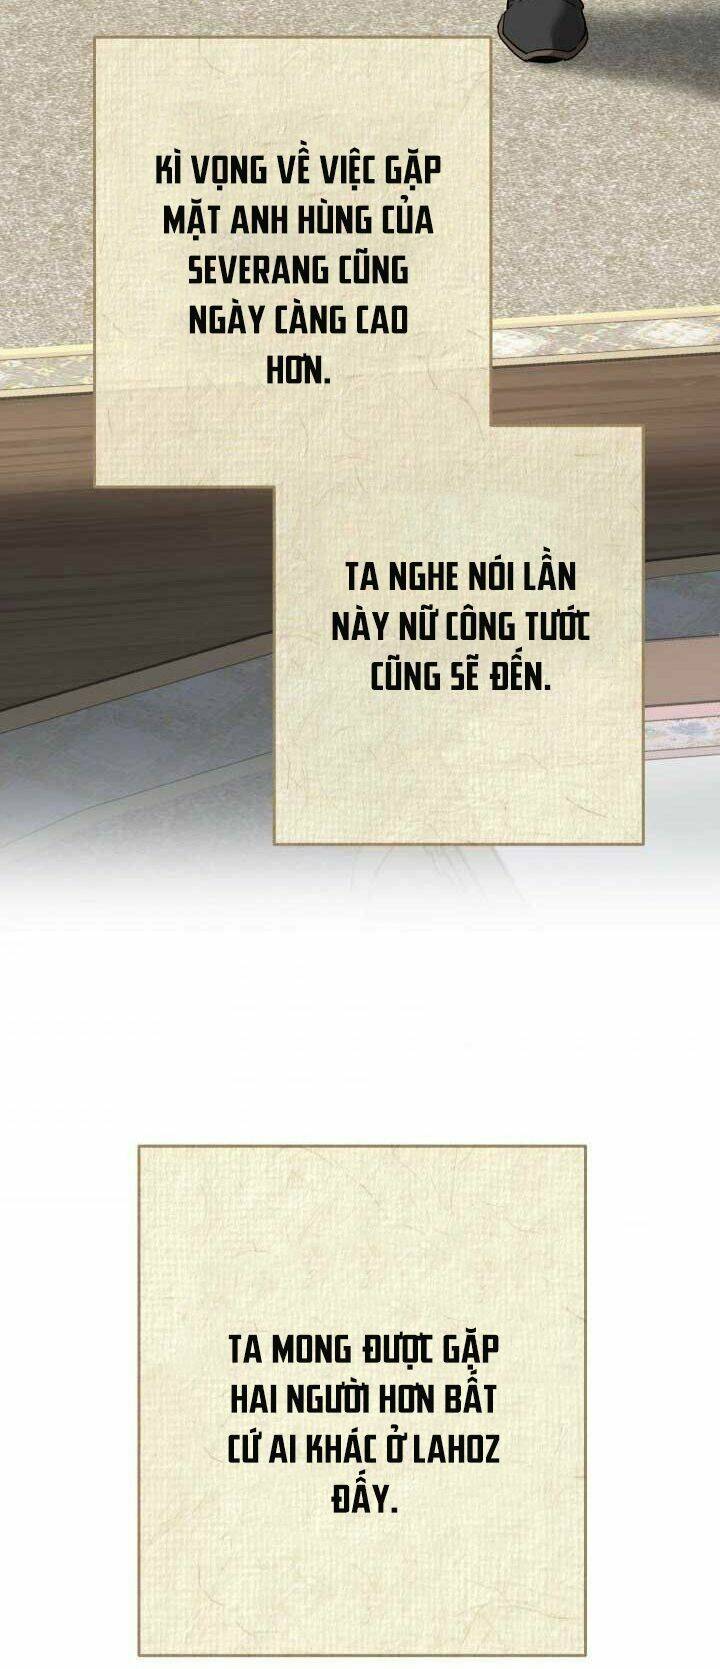 KÌ VỌNG VỀ VIỆC GẶP
MẶT ANH HÙNG CỦA
SEVERANG CŨNG
NGÀY CÀNG CAO
HƠN.
TA NGHE NÓI LẦN
NÀY NỮ CÔNG TƯỚC
CŨNG SẼ ĐẾN.
TA MONG ĐƯỢC GẶP
HAI NGƯỜI HƠN BẤT
CỨ AI KHÁC Ở LAHOZ
ĐẤY.